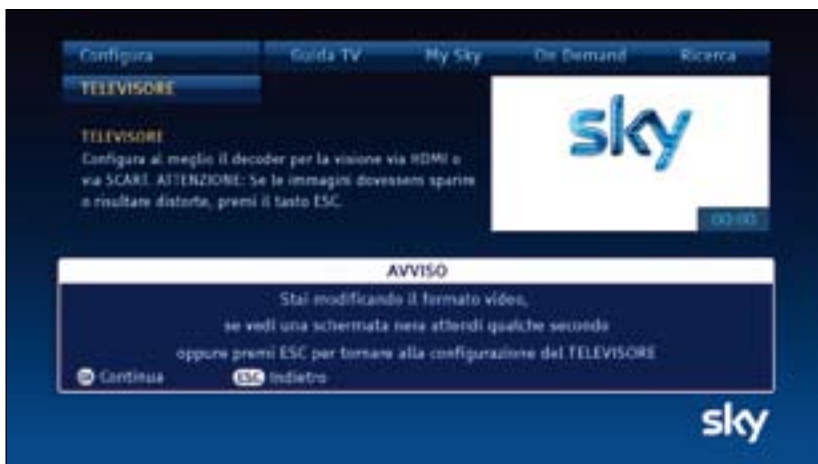 Configura Guida TV My Sky On Demand Ricerca
TELEVISORE
TELEVISORE
Configura al meglio il decoder per la visione via HDMI o
via SCART. ATTENZIONE: Se le immagini dovessero sparire
o risultare distorte, premi il tasto ESC.
sky
00:00
AVVISO
Stai modificando il formato video,
se vedi una schermata nera attendi qualche secondo
oppure premi ESC per tornare alla configurazione del TELEVISORE
OK Continua ESC Indietro
sky